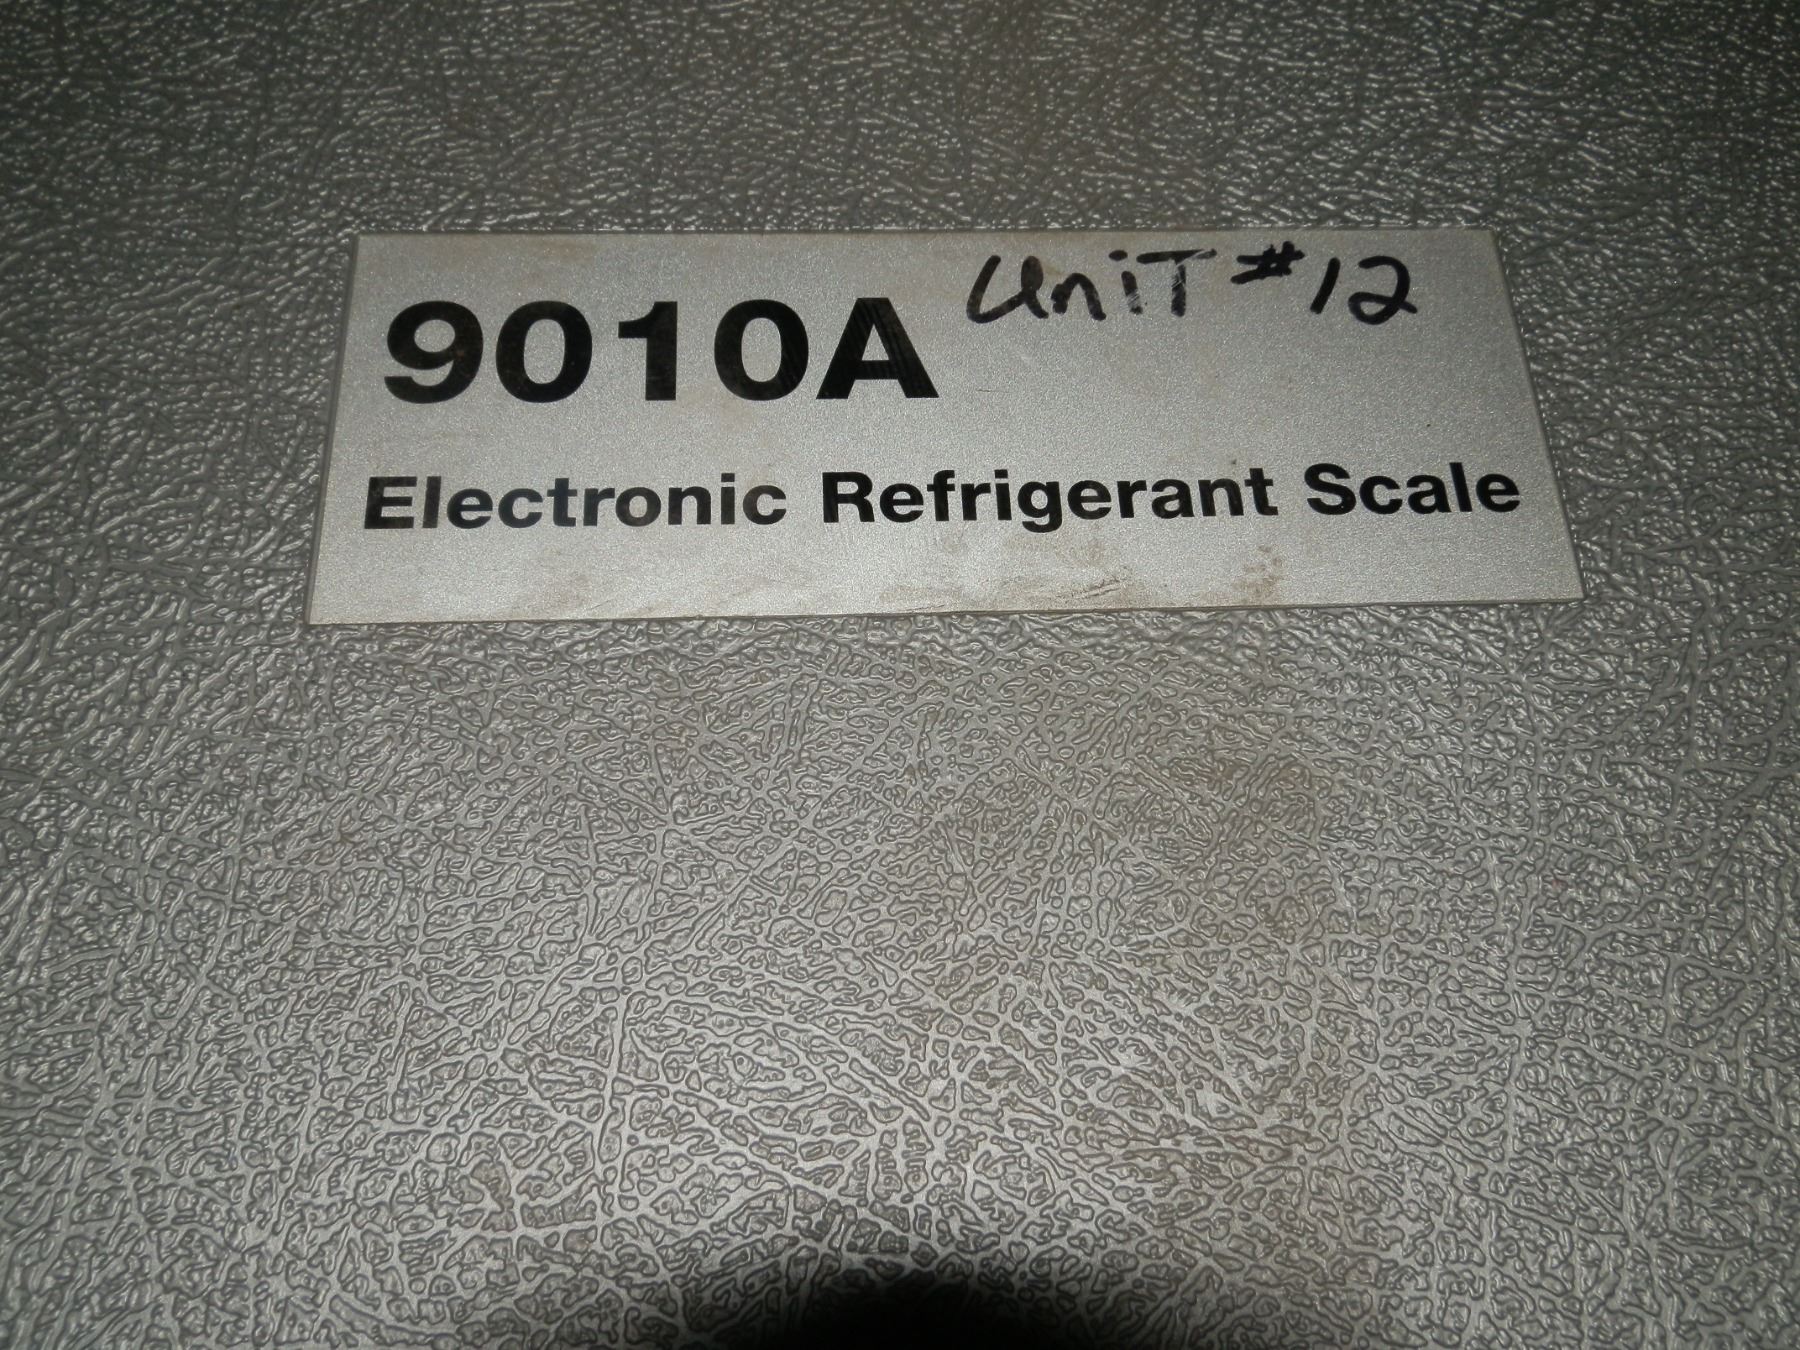 9010A UniT #12
Electronic Refrigerant Scale